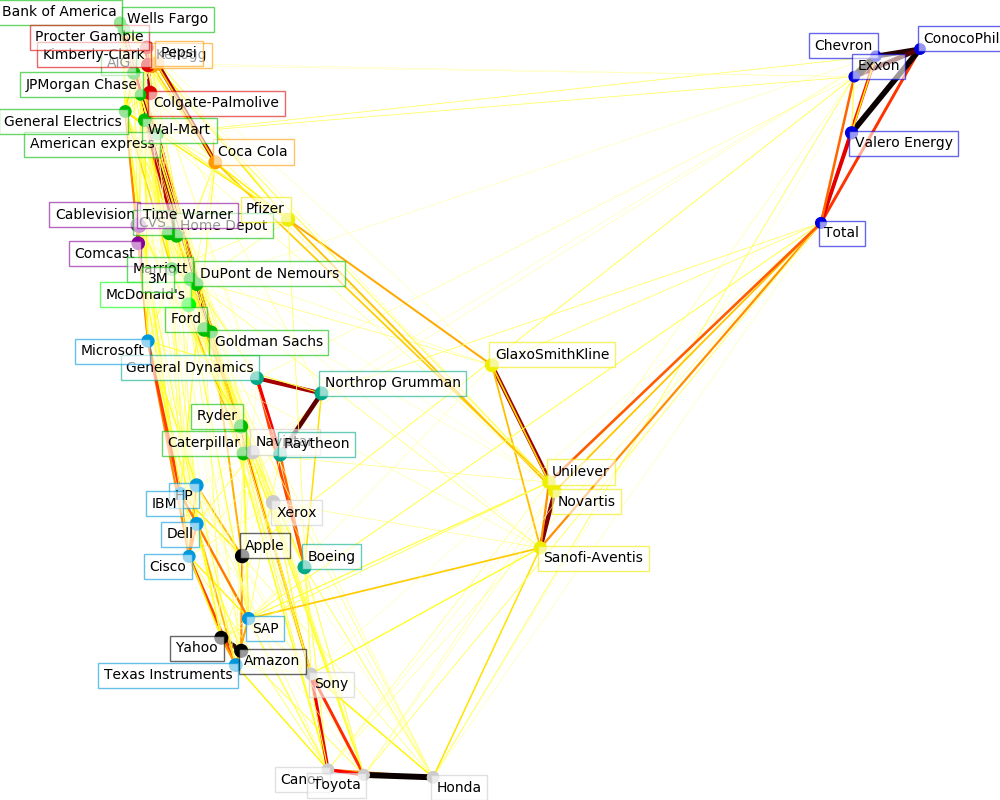 Bank of America
Wells Fargo
Procter Gamble
Kimberly-Clark
Pepsi
AIG
JPMorgan Chase
Colgate-Palmolive
General Electrics
Wal-Mart
American express
Coca Cola
Chevron
ConocoPhil
Exxon
Valero Energy
Total
Pfizer
Cablevision
Time Warner
CVS
Home Depot
Comcast
Marriott
3M
DuPont de Nemours
McDonald's
Ford
Goldman Sachs
Microsoft
General Dynamics
Northrop Grumman
GlaxoSmithKline
Ryder
Caterpillar
Raytheon
Unilever
Novartis
HP
IBM
Xerox
Dell
Apple
Boeing
Cisco
Sanofi-Aventis
SAP
Yahoo
Amazon
Texas Instruments
Sony
Canon
Toyota
Honda